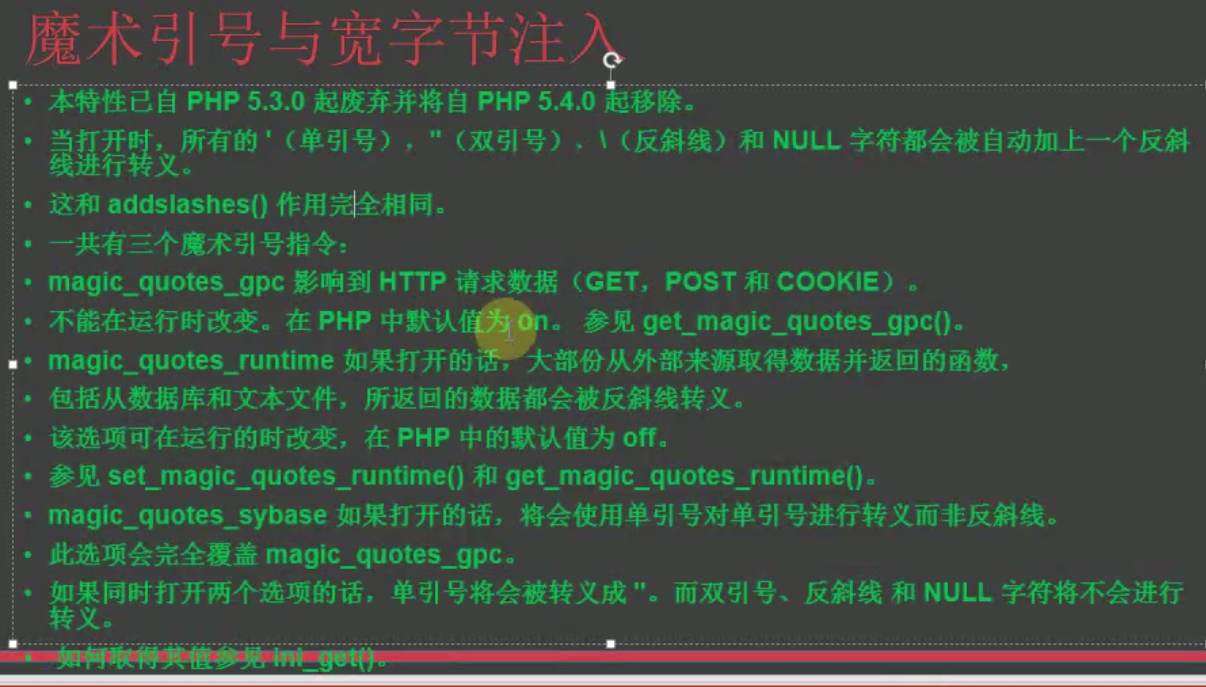 魔术引号与宽字节注入
• 本特性已自 PHP 5.3.0 起废弃并将自 PHP 5.4.0 起移除。
• 当打开时，所有的 '（单引号），"（双引号）、\（反斜线）和 NULL 字符都会被自动加上一个反斜
线进行转义。
• 这和 addslashes() 作用完全相同。
• 一共有三个魔术引号指令：
• magic_quotes_gpc 影响到 HTTP 请求数据（GET，POST 和 COOKIE）。
• 不能在运行时改变。在 PHP 中默认值为 on。 参见 get_magic_quotes_gpc()。
• magic_quotes_runtime 如果打开的话，大部份从外部来源取得数据并返回的函数，
• 包括从数据库和文本文件，所返回的数据都会被反斜线转义。
• 该选项可在运行的时改变，在 PHP 中的默认值为 off。
• 参见 set_magic_quotes_runtime() 和 get_magic_quotes_runtime()。
• magic_quotes_sybase 如果打开的话，将会使用单引号对单引号进行转义而非反斜线。
• 此选项会完全覆盖 magic_quotes_gpc。
• 如果同时打开两个选项的话，单引号将会被转义成 ''。而双引号、反斜线 和 NULL 字符将不会进行
转义。
• 如何取得其值参见 ini_get()。